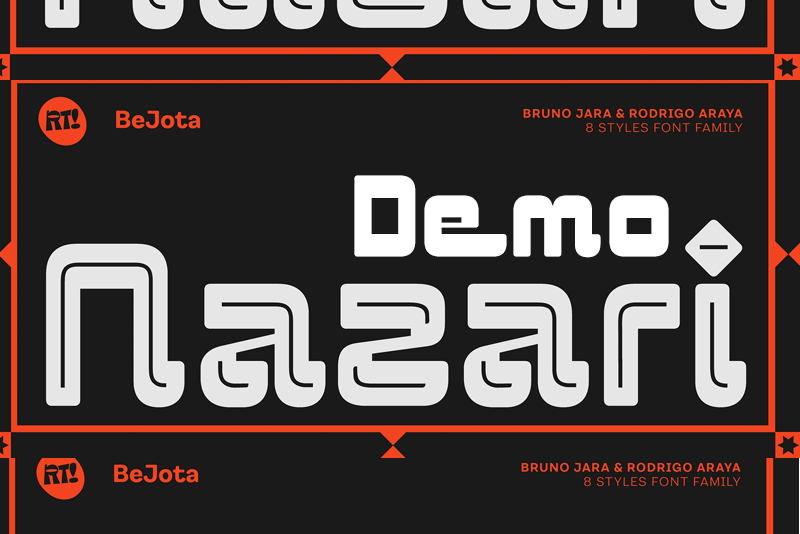 RT!
BeJota
BRUNO JARA & RODRIGO ARAYA
8 STYLES FONT FAMILY
Demo
Nazari
RT!
BeJota
BRUNO JARA & RODRIGO ARAYA
8 STYLES FONT FAMILY